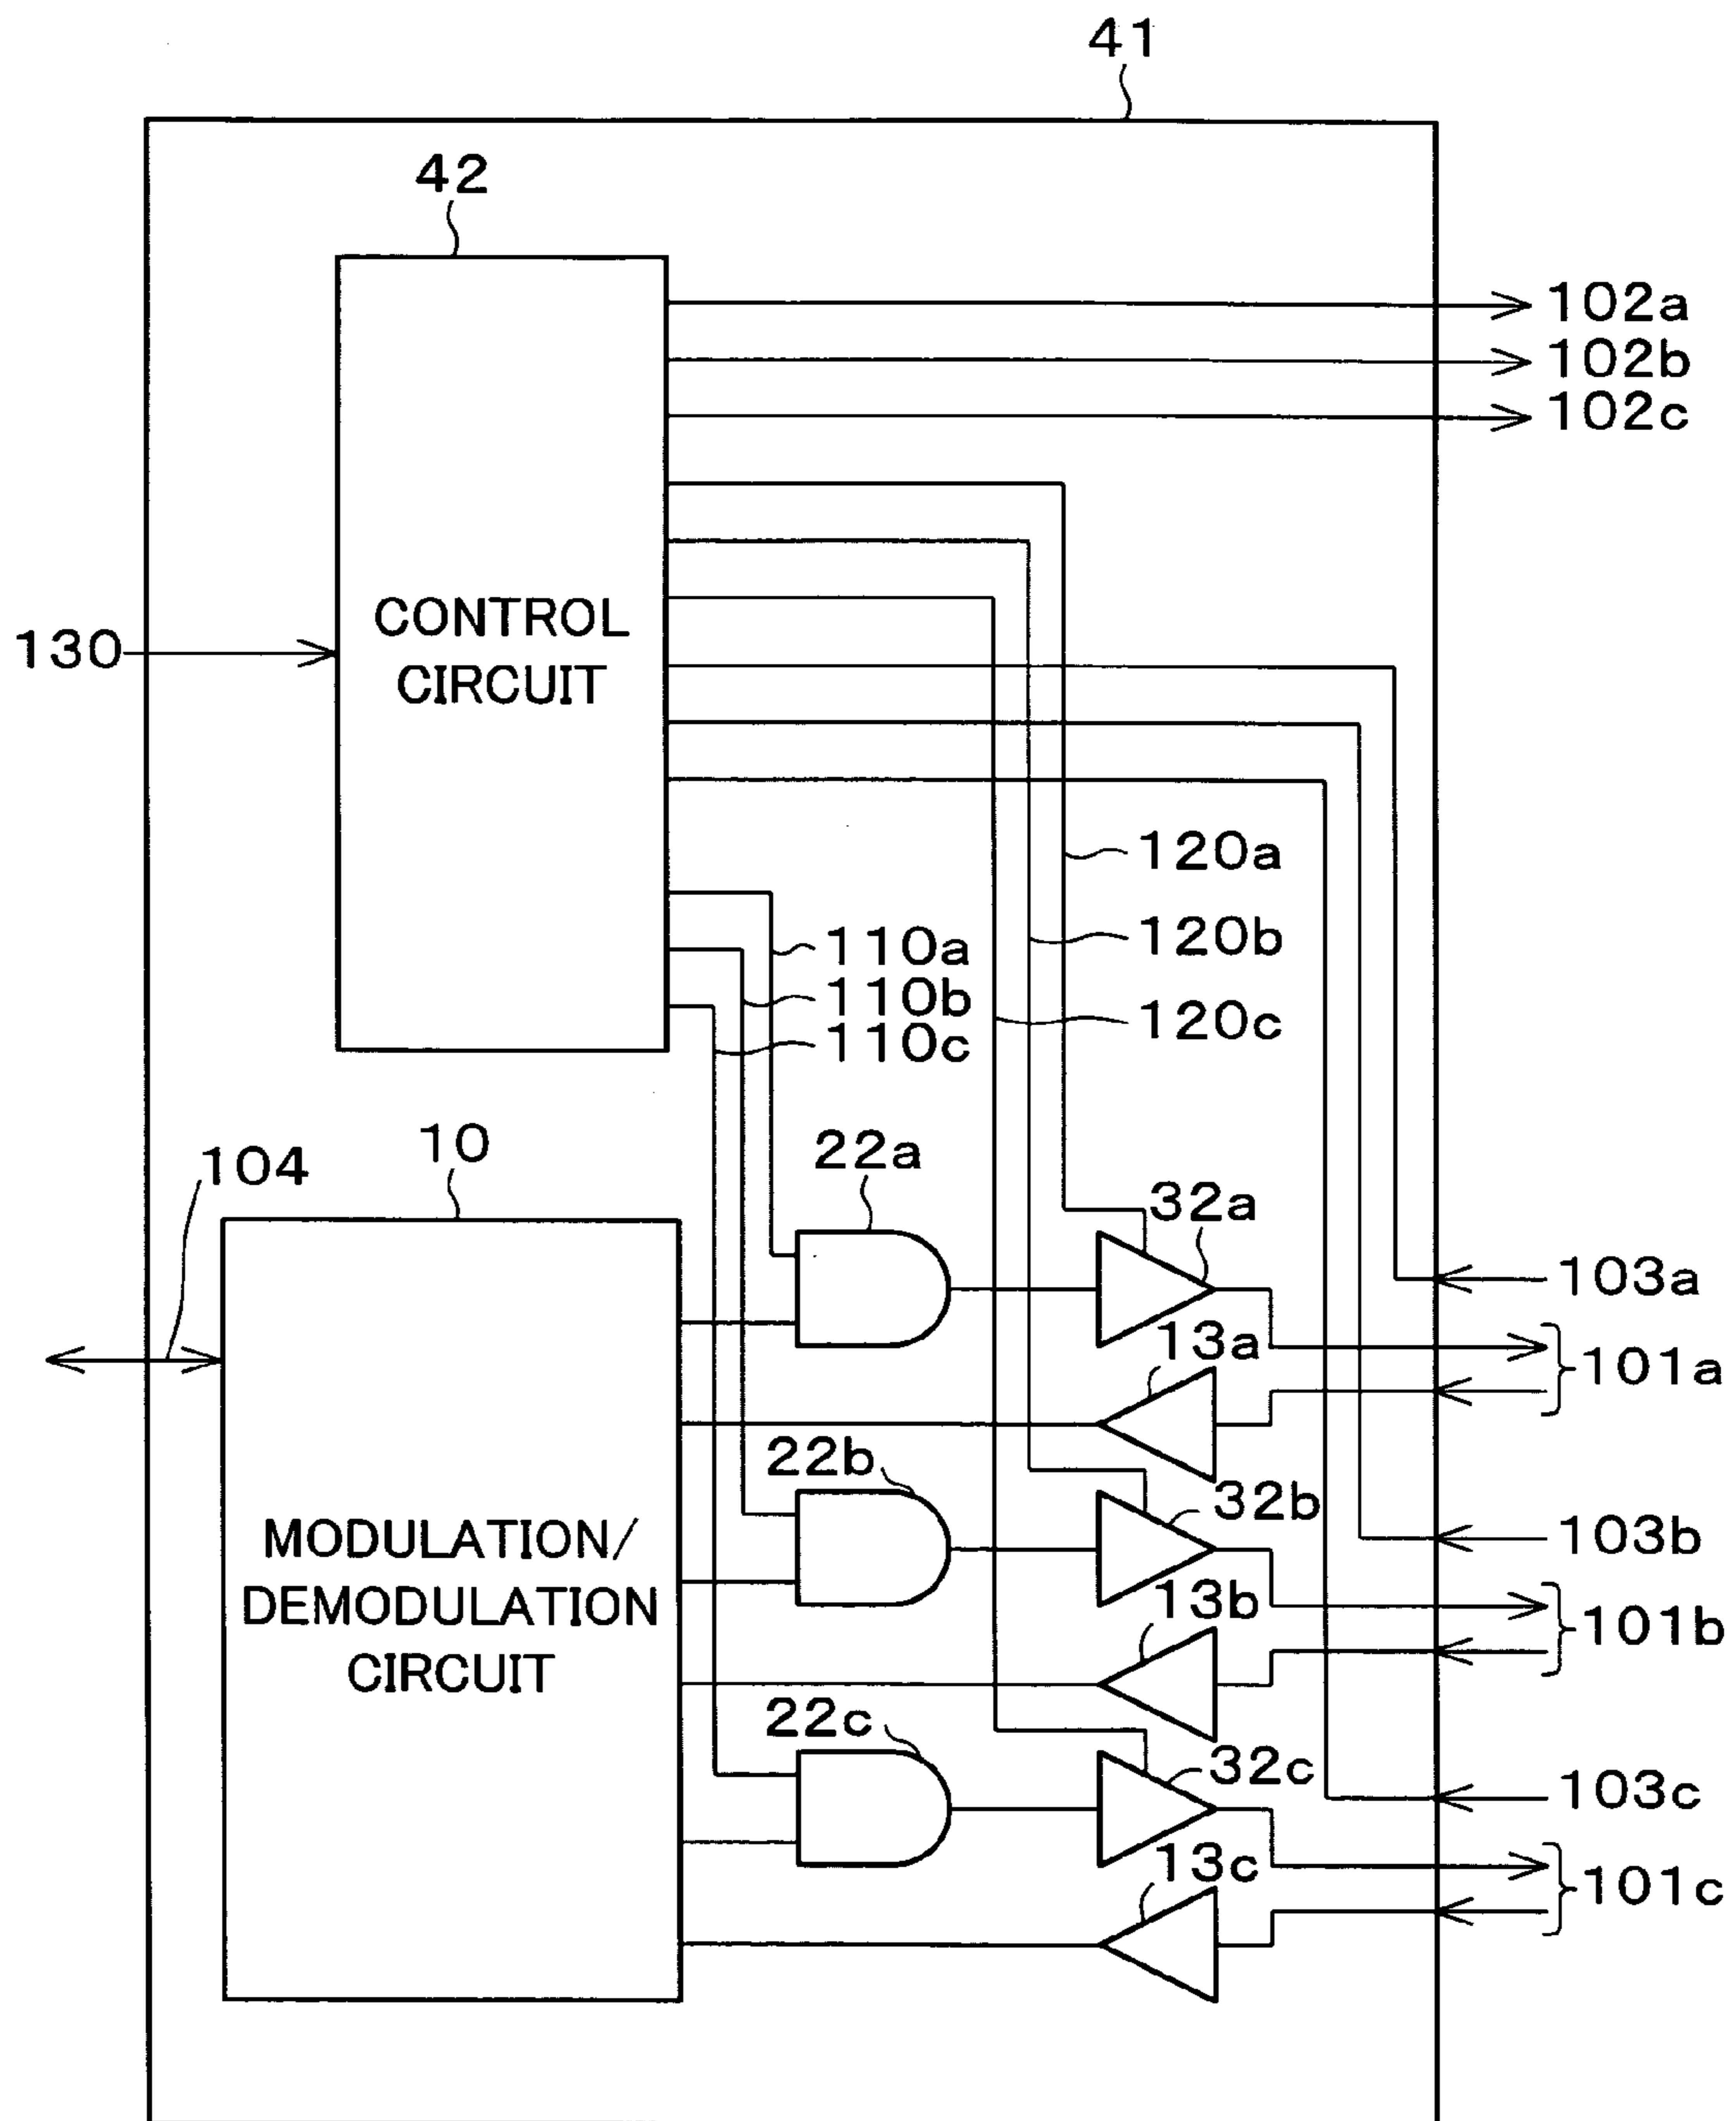 41
42
102a
102b
102c
CONTROL
CIRCUIT
130
120a
110a
120b
110b
120c
110c
10
104
22a
32a
103a
13a
101a
22b
32b
103b
MODULATION/
DEMODULATION
CIRCUIT
13b
101b
22c
32c
103c
13c
101c